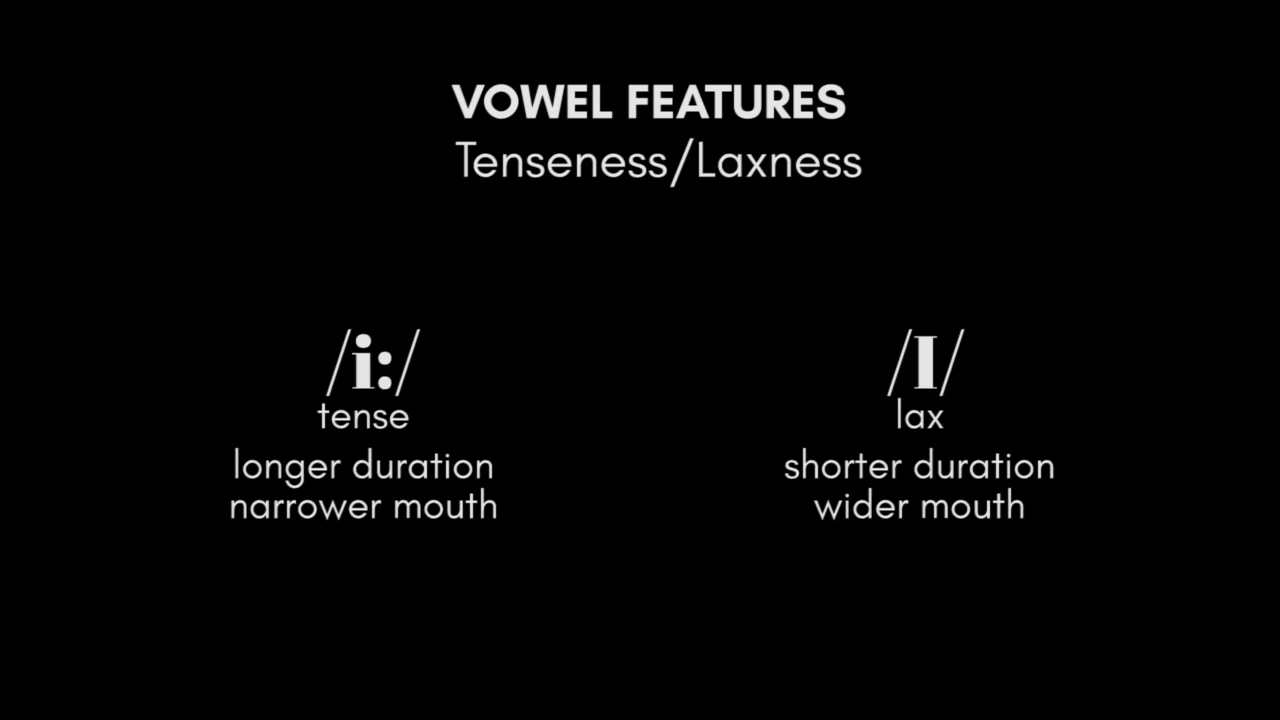 VOWEL FEATURES
Tenseness/Laxness
/i:/
tense
longer duration
narrower mouth
/I/
lax
shorter duration
wider mouth